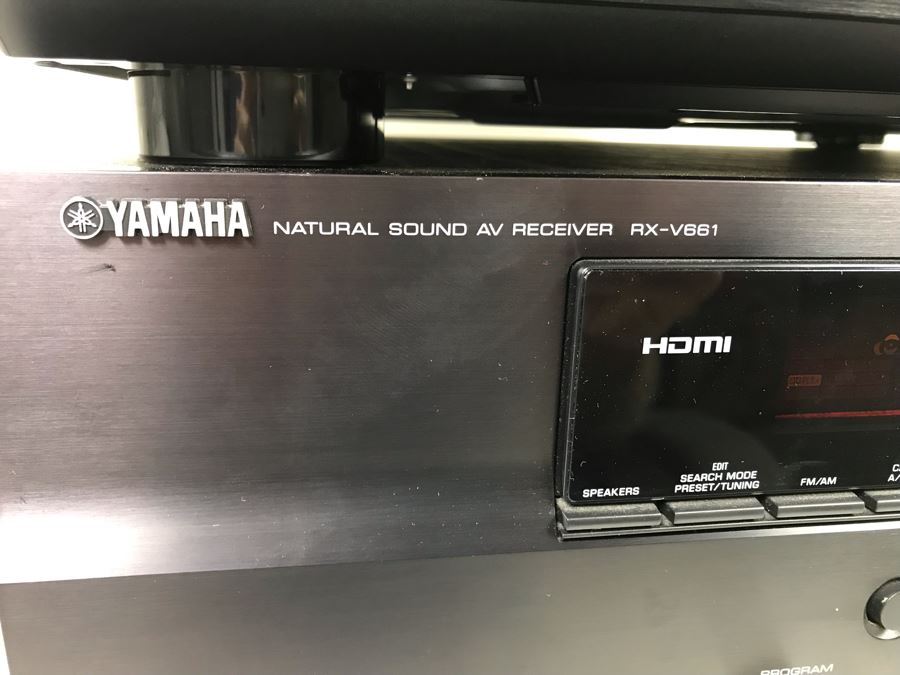 YAMAHA NATURAL SOUND AV RECEIVER RX-V661
HDMI
EDIT
SEARCH MODE
SPEAKERS PRESET/TUNING FM/AM
PROGRAM